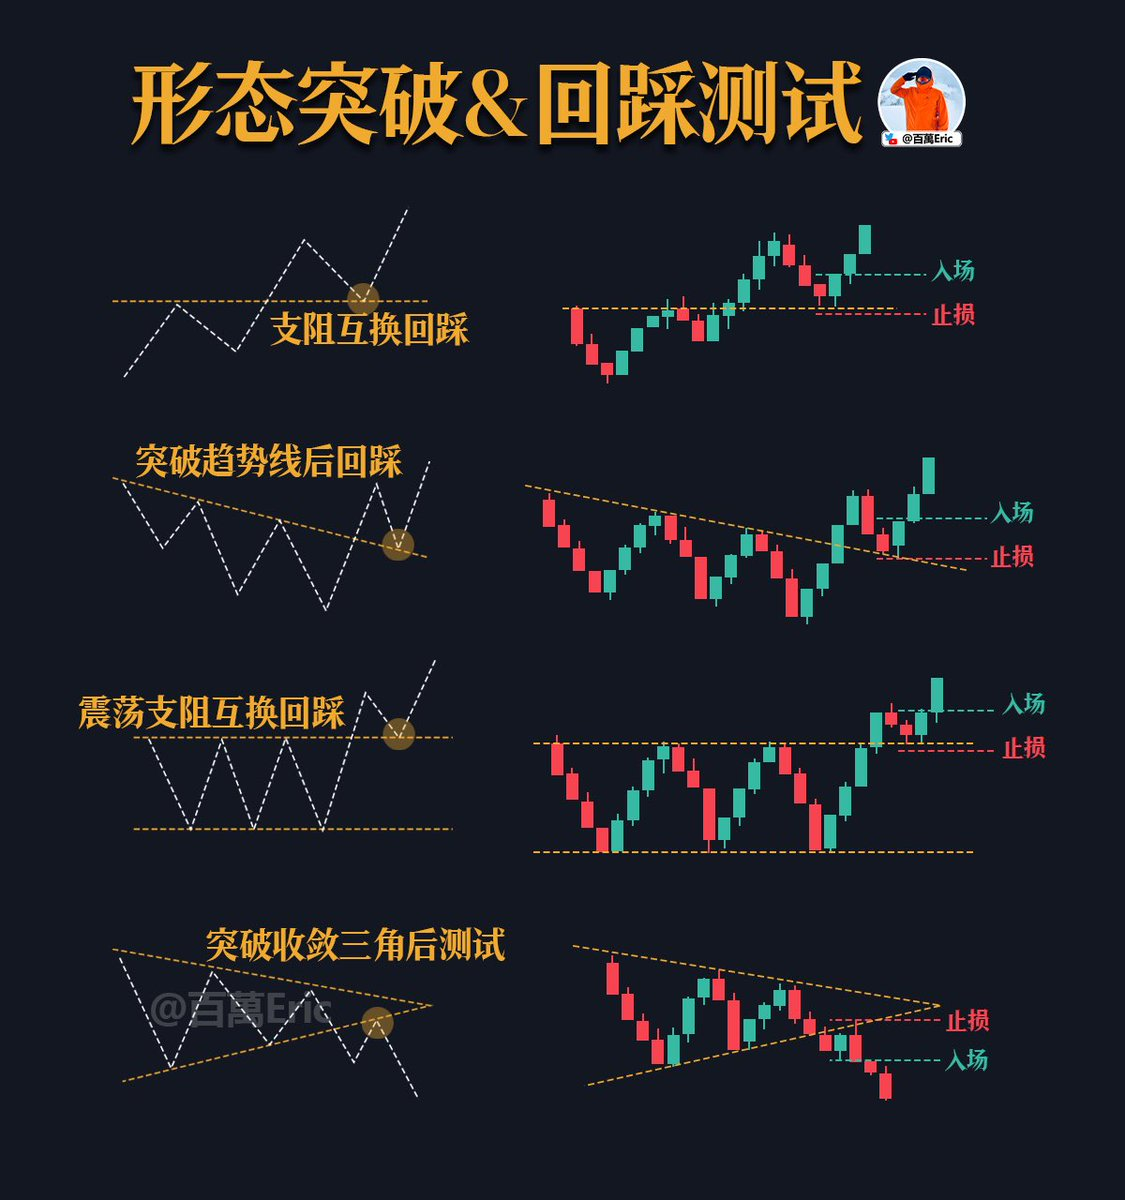 形态突破&回踩测试
@百萬Eric
支阻互换回踩
入场
止损
突破趋势线后回踩
入场
止损
震荡支阻互换回踩
入场
止损
突破收敛三角后测试
@百萬Eric
止损
入场